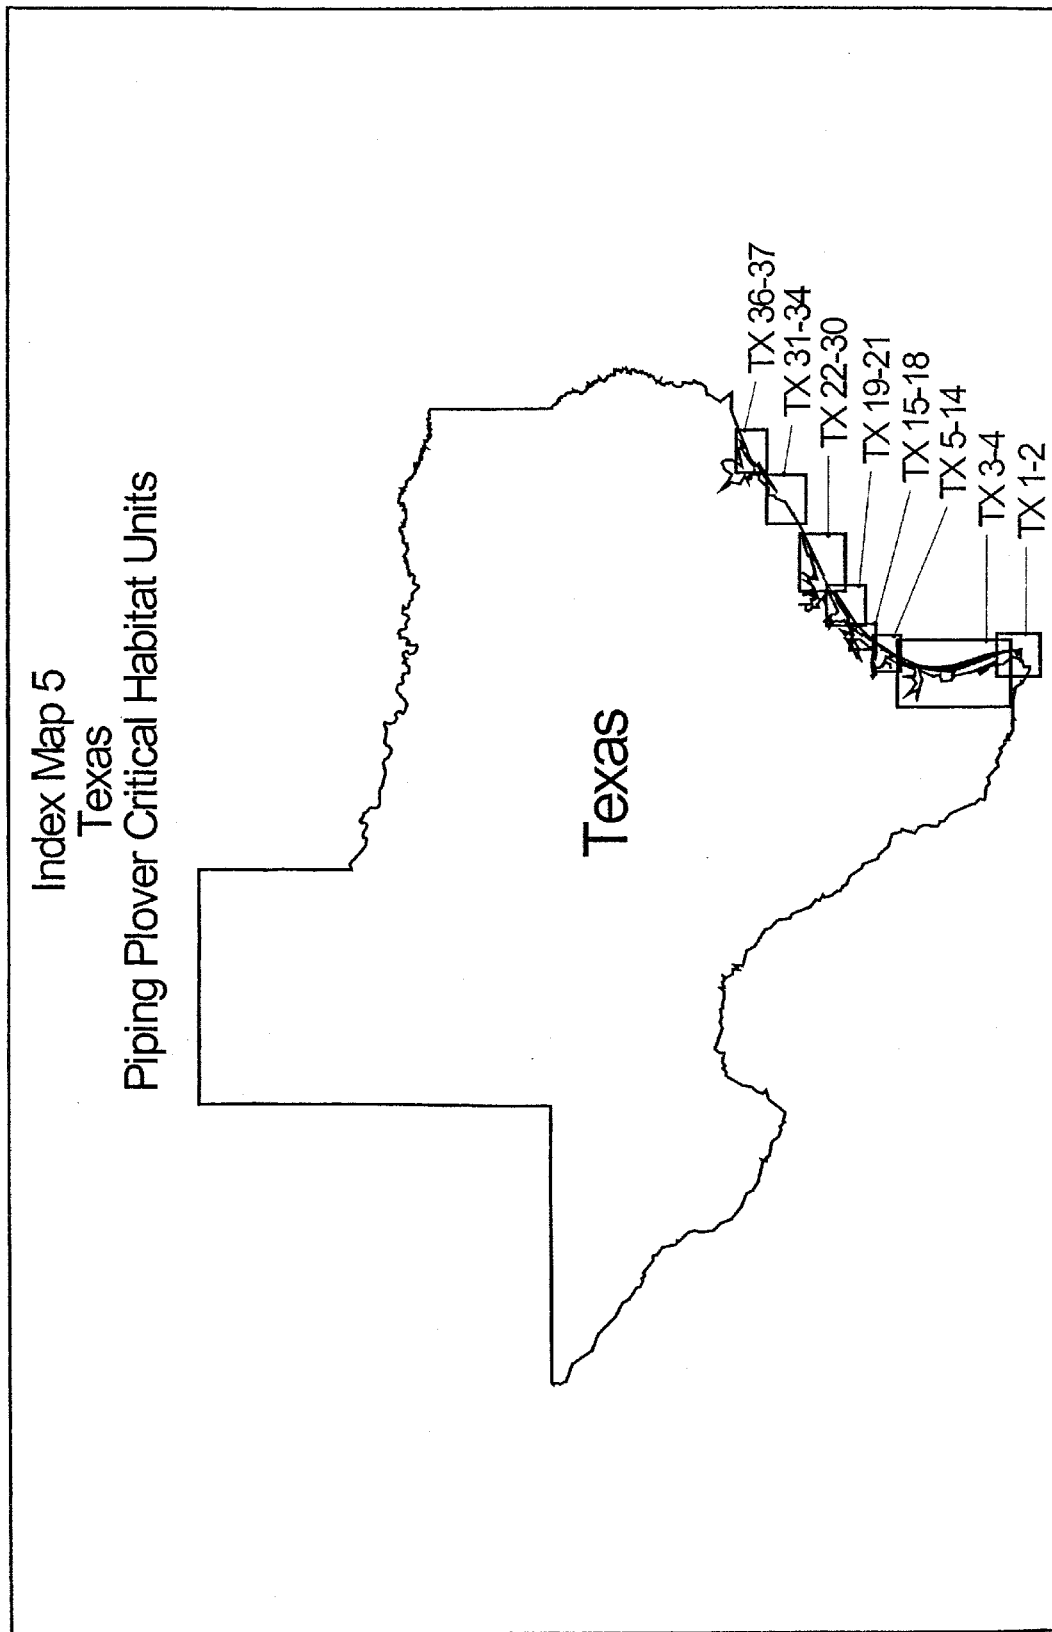 Index Map 5
Texas
Piping Plover Critical Habitat Units
Texas
TX 36-37
TX 31-34
TX 22-30
TX 19-21
TX 15-18
TX 5-14
TX 3-4
TX 1-2